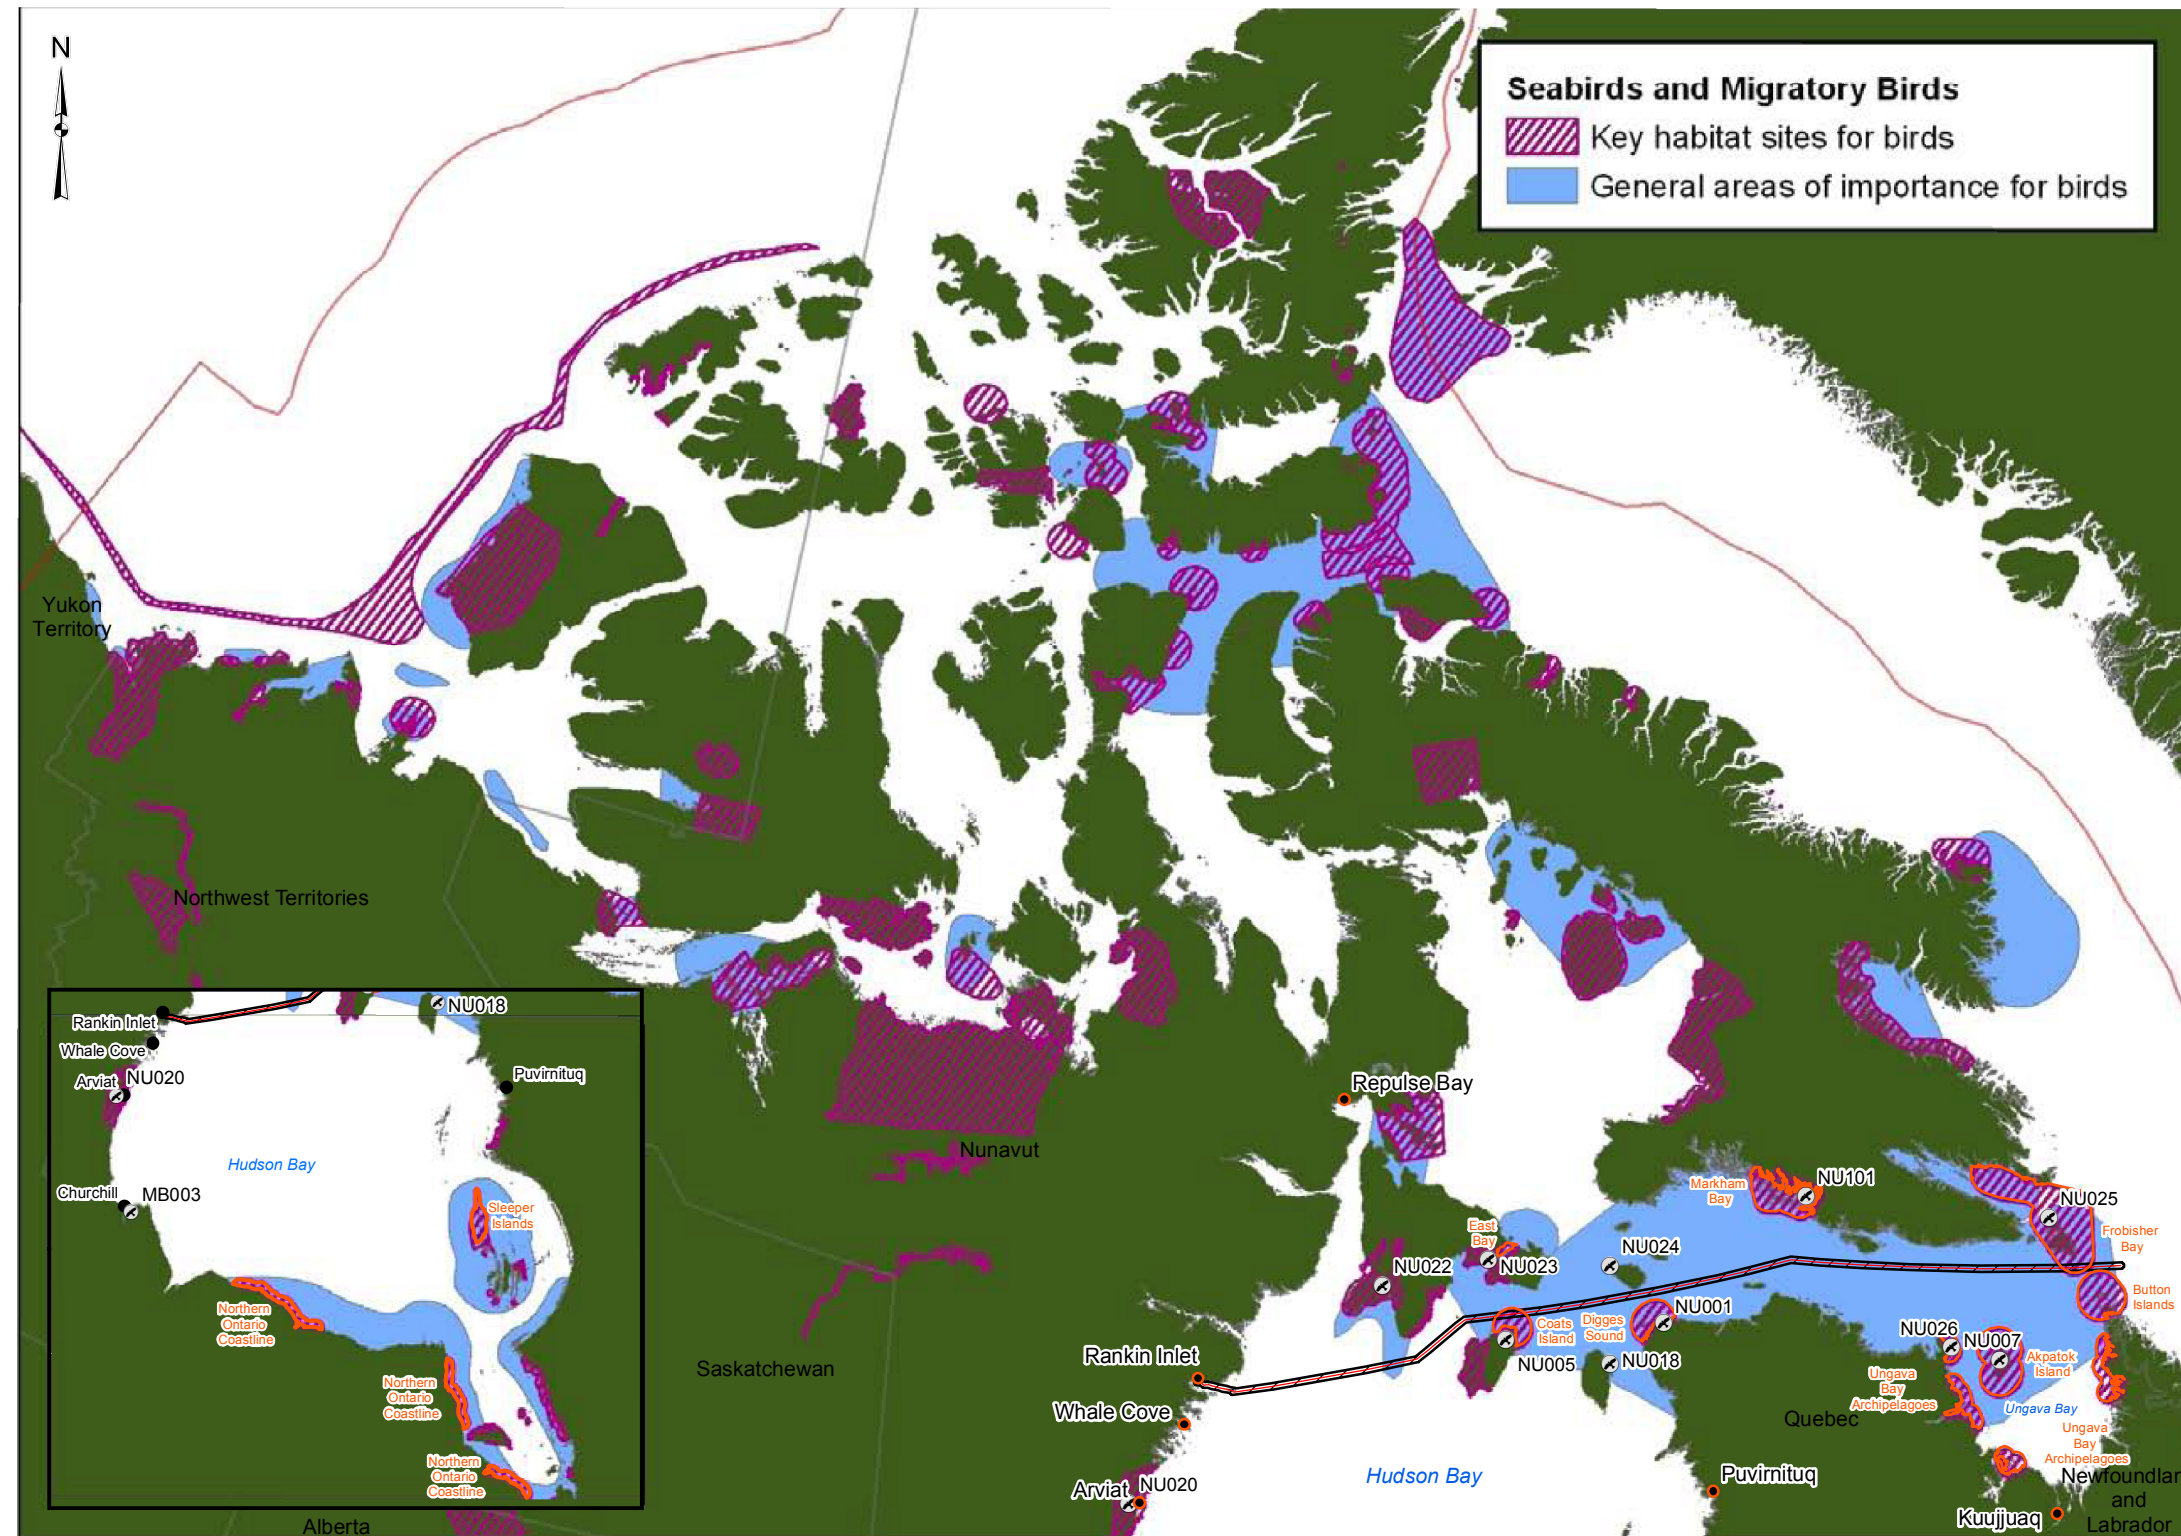 N
Seabirds and Migratory Birds
Key habitat sites for birds
General areas of importance for birds
Yukon
Territory
Northwest Territories
Nunavut
Saskatchewan
Alberta
Quebec
Newfoundlan
and
Labrador
Repulse Bay
Rankin Inlet
Whale Cove
Arviat
NU020
Hudson Bay
Puvirnituq
Kuujjuaq
Markham
Bay
NU101
NU025
Frobisher
Bay
Button
Islands
East
Bay
NU023
NU022
NU024
NU001
Coats
Island
Digges
Sound
NU005
NU018
NU026
NU007
Akpatok
Island
Ungava
Bay
Archipelagoes
Ungava Bay
Ungava
Bay
Archipelagoes
Rankin Inlet
Whale Cove
Arviat
NU020
NU018
Puvirnituq
Hudson Bay
Churchill
MB003
Sleeper
Islands
Northern
Ontario
Coastline
Northern
Ontario
Coastline
Northern
Ontario
Coastline